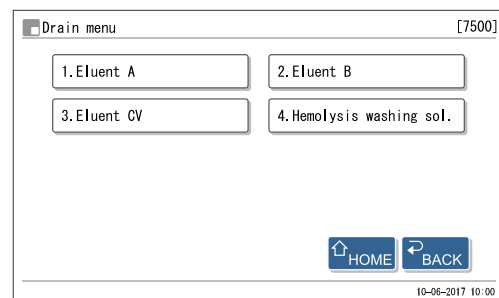 Drain menu [7500]
1.Eluent A 2.Eluent B
3.Eluent CV 4.Hemolysis washing sol.
HOME BACK
10-06-2017 10:00